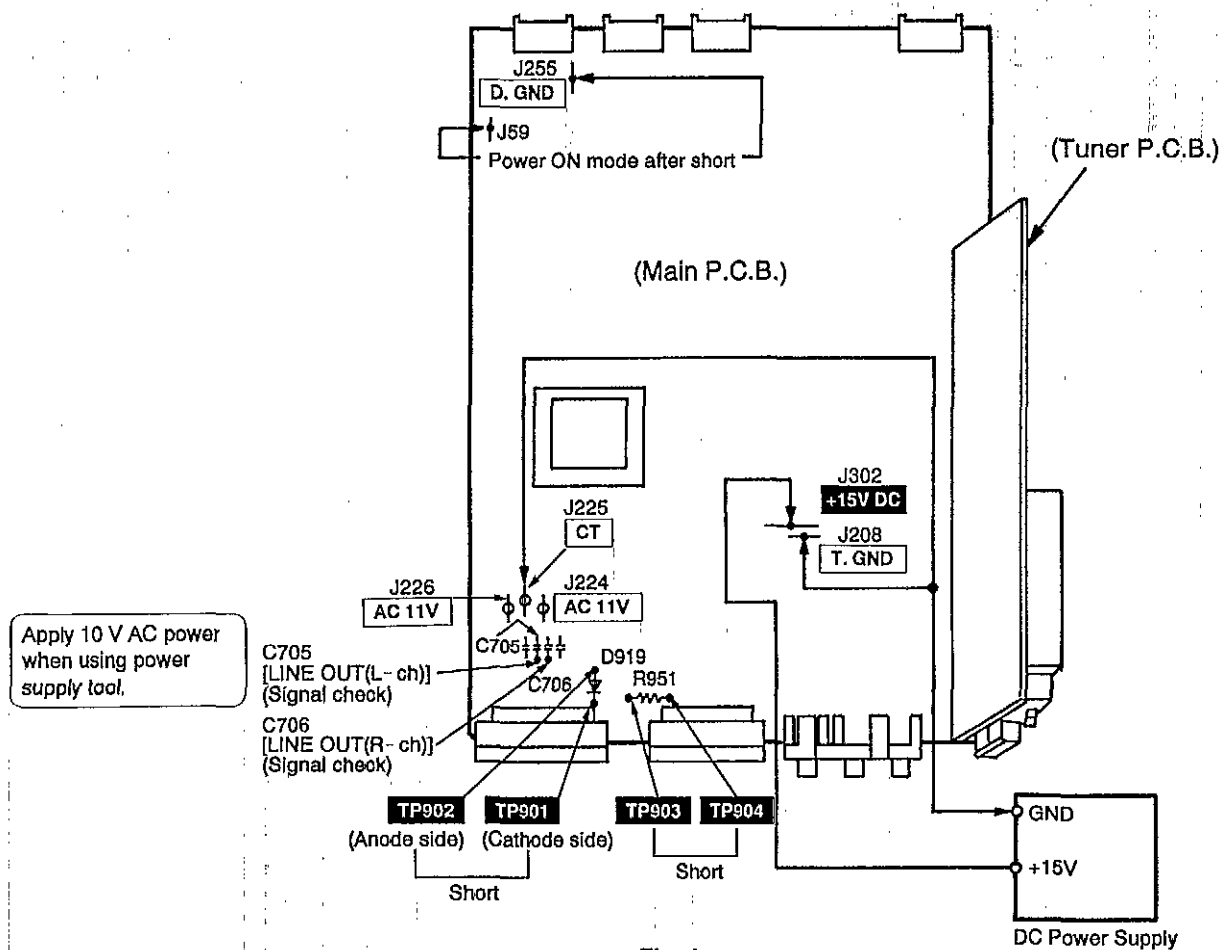 J255
D. GND
J59
Power ON mode after short
(Tuner P.C.B.)
(Main P.C.B.)
J302
+15V DC
J208
T. GND
J225
CT
J226
AC 11V
J224
AC 11V
Apply 10 V AC power
when using power
supply tool.
C705
[LINE OUT(L-ch)]
(Signal check)
C706
[LINE OUT(R-ch)]
(Signal check)
C705
C706
D919
R951
TP902
(Anode side)
TP901
(Cathode side)
Short
TP903
TP904
Short
GND
+15V
DC Power Supply